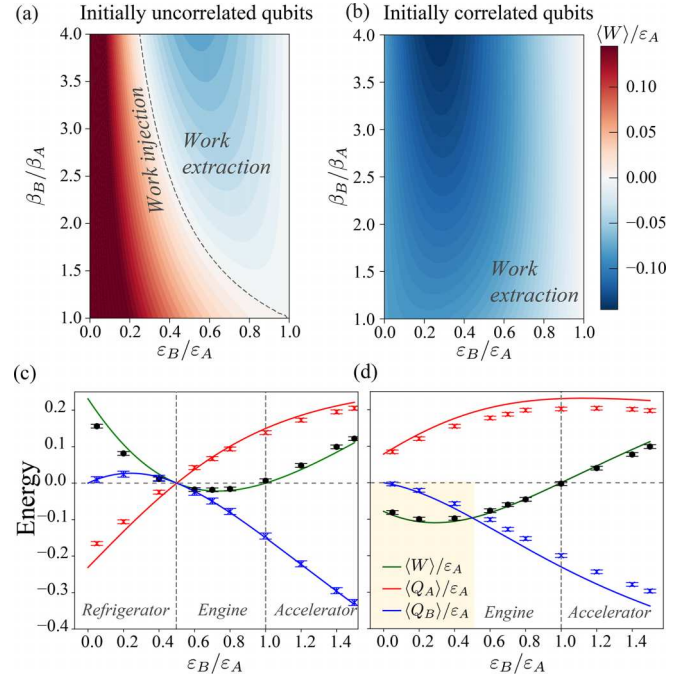 (a) Initially uncorrelated qubits
(b) Initially correlated qubits
⟨W⟩/ε_A
4.0
3.5
3.0
2.5
2.0
1.5
1.0
β_B/β_A
Work injection
Work
extraction
0.0 0.2 0.4 0.6 0.8 1.0
ε_B/ε_A
4.0
3.5
3.0
2.5
2.0
1.5
1.0
β_B/β_A
Work
extraction
0.0 0.2 0.4 0.6 0.8 1.0
ε_B/ε_A
0.10
0.05
0.00
−0.05
−0.10
(c)
(d)
0.2
0.1
0.0
−0.1
−0.2
−0.3
−0.4
Energy
Refrigerator Engine Accelerator
0.0 0.2 0.4 0.6 0.8 1.0 1.2 1.4
ε_B/ε_A
⟨W⟩/ε_A
⟨Q_A⟩/ε_A
⟨Q_B⟩/ε_A
Engine Accelerator
0.0 0.2 0.4 0.6 0.8 1.0 1.2 1.4
ε_B/ε_A